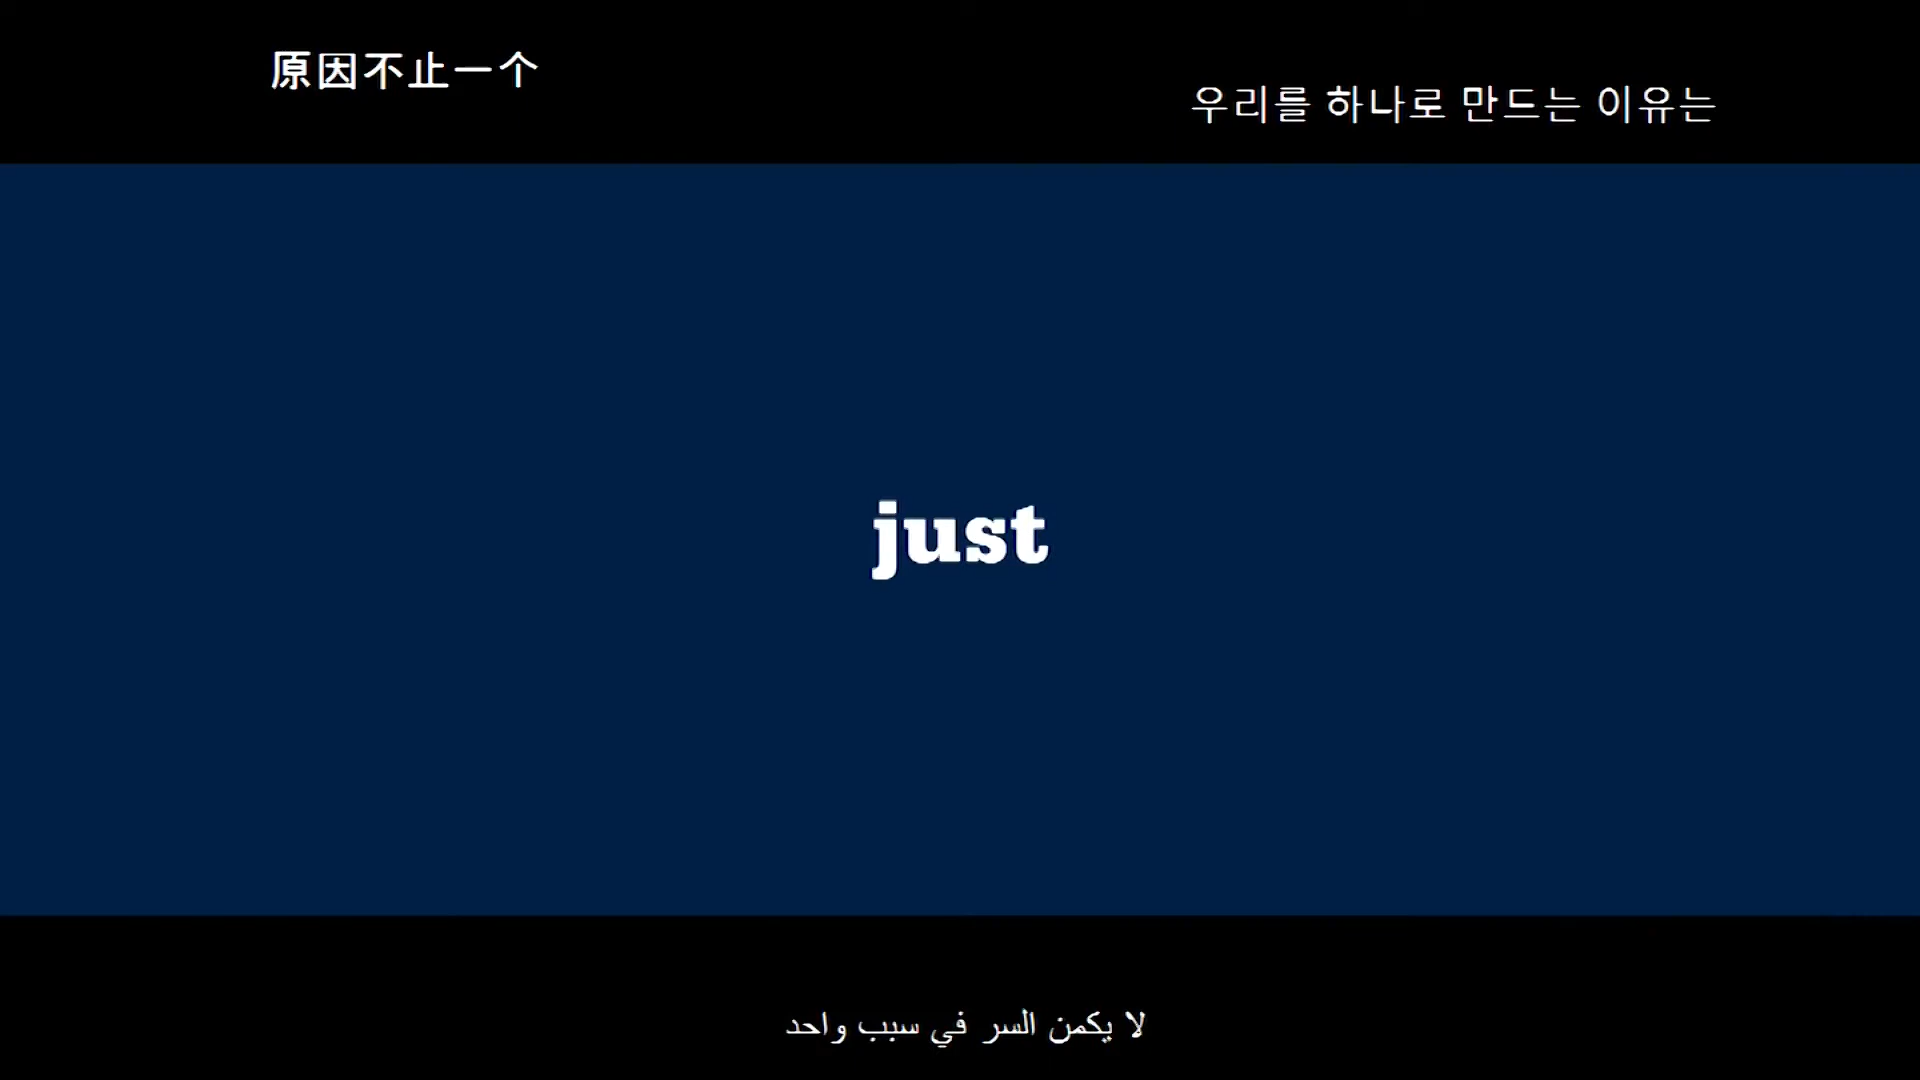 原因不止一个
우리를 하나로 만드는 이유는
just
لا يكمن السر في سبب واحد